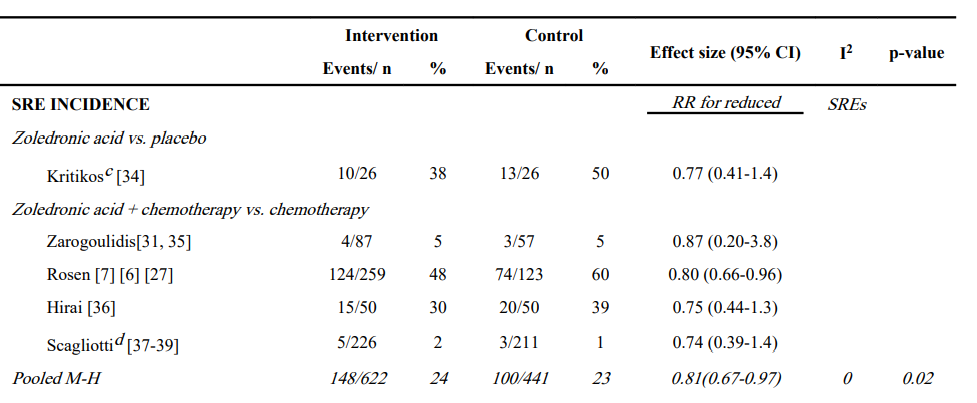 Intervention Control Effect size (95% CI) I2 p-value
Events/ n % Events/ n %
SRE INCIDENCE RR for reduced SREs
Zoledronic acid vs. placebo
Kritikosc [34] 10/26 38 13/26 50 0.77 (0.41-1.4)
Zoledronic acid + chemotherapy vs. chemotherapy
Zarogoulidis[31, 35] 4/87 5 3/57 5 0.87 (0.20-3.8)
Rosen [7] [6] [27] 124/259 48 74/123 60 0.80 (0.66-0.96)
Hirai [36] 15/50 30 20/50 39 0.75 (0.44-1.3)
Scagliottid [37-39] 5/226 2 3/211 1 0.74 (0.39-1.4)
Pooled M-H 148/622 24 100/441 23 0.81(0.67-0.97) 0 0.02